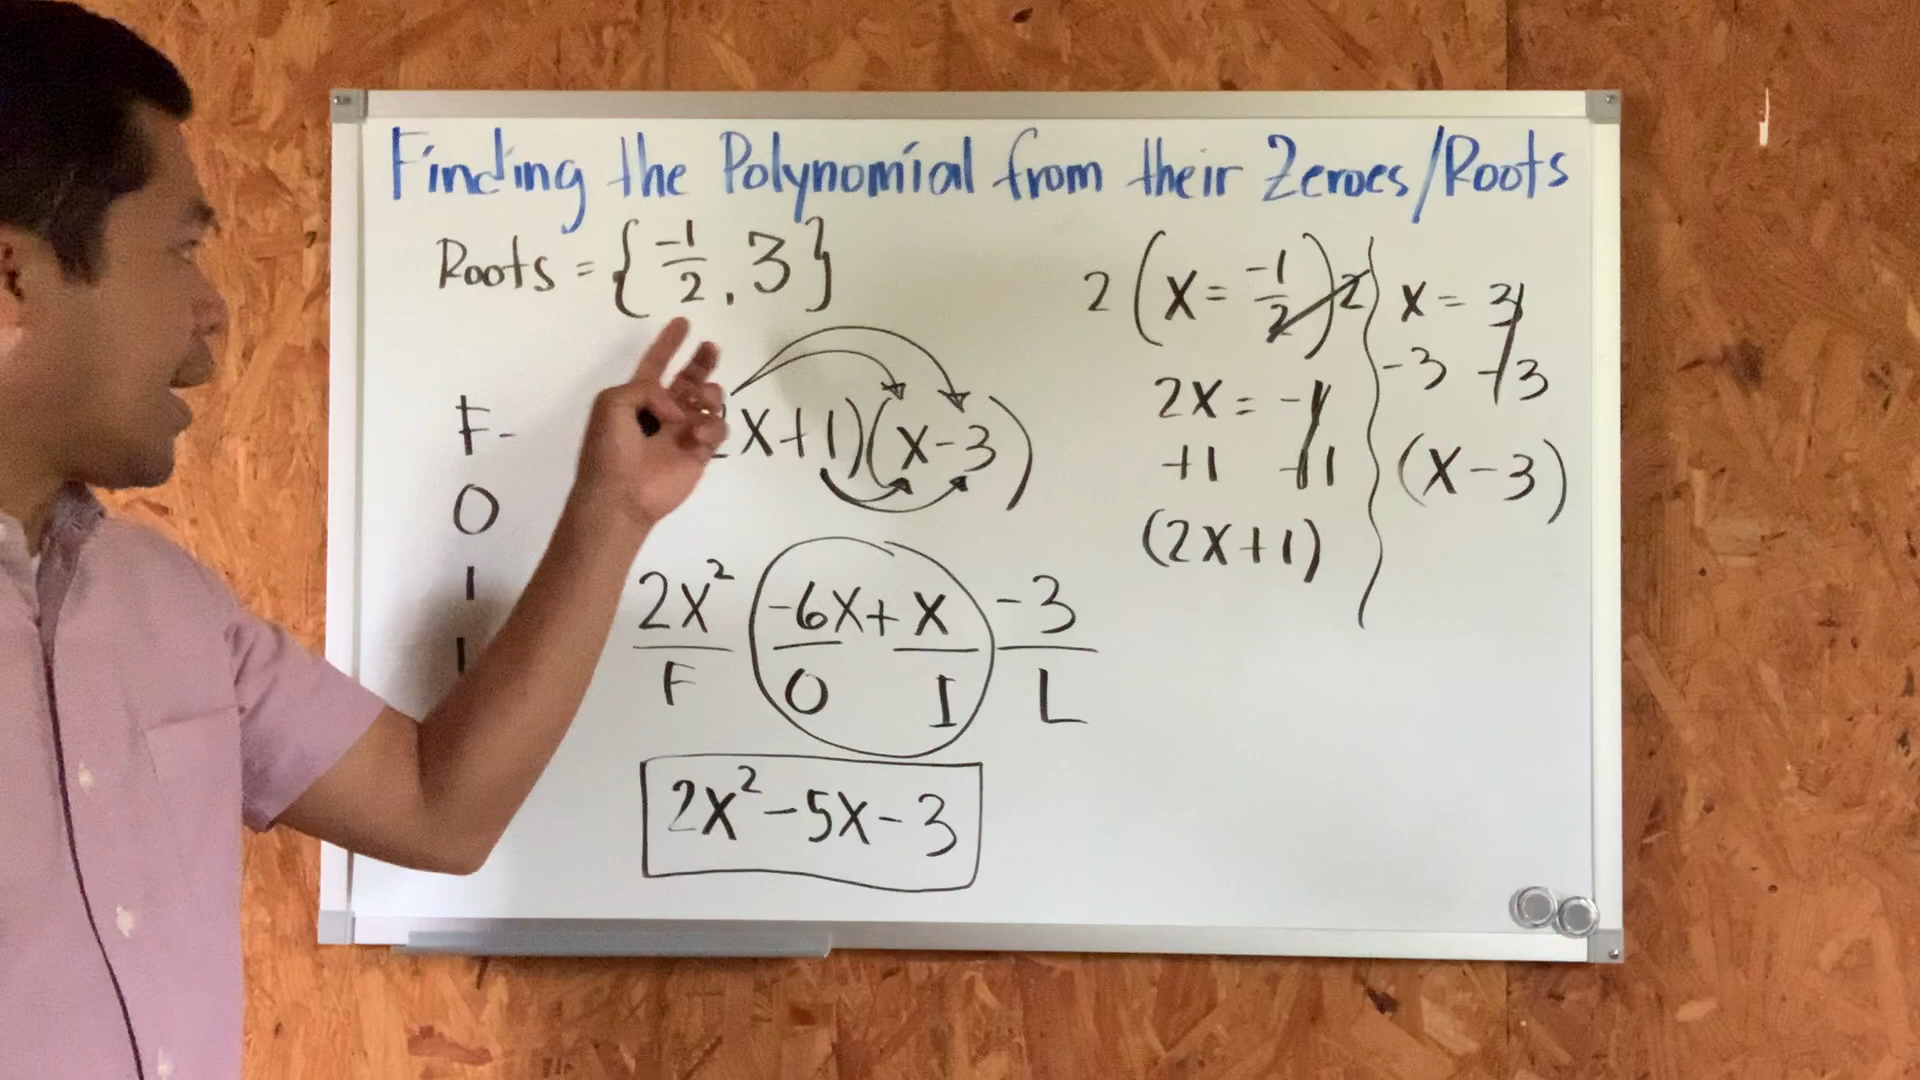 Finding the Polynomial from their Zeroes/Roots
Roots = {-1/2, 3}
F
O
I
x+1)(x-3)
2x² -6x + x -3
F O I L
2x² -5x -3
2(x = -1/2)2
2x = -1
+1 +1
(2x+1)
x = 3
-3 -3
(x-3)